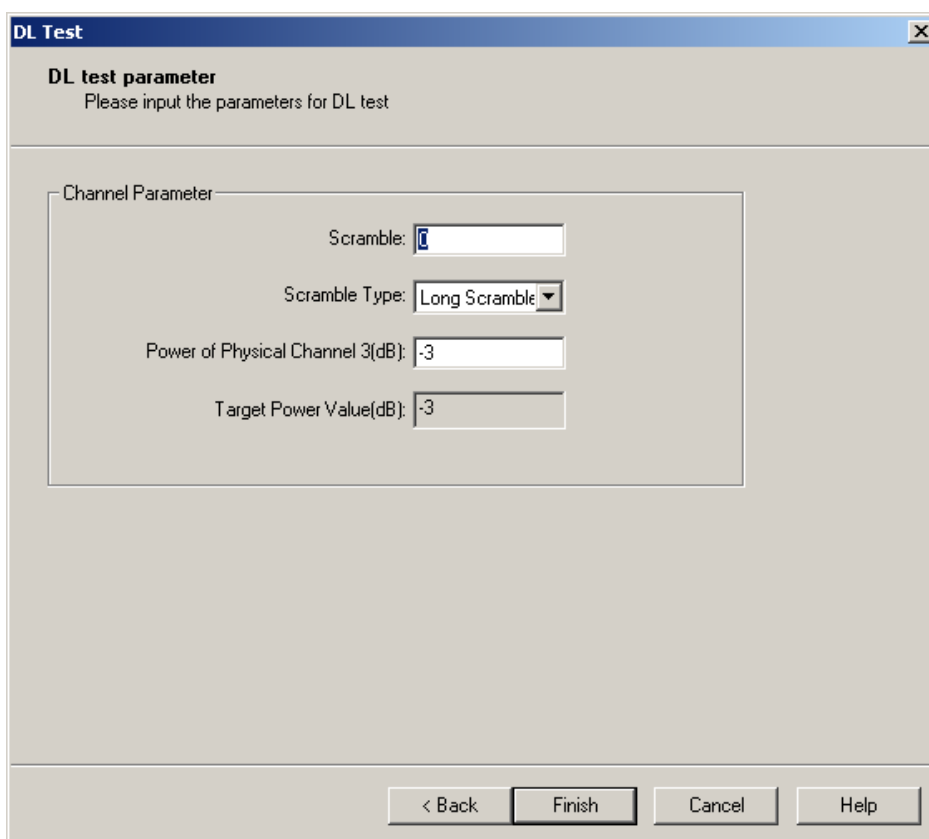 DL Test
DL test parameter
Please input the parameters for DL test
Channel Parameter
Scramble: 0
Scramble Type: Long Scramble
Power of Physical Channel 3(dB): -3
Target Power Value(dB): -3
< Back Finish Cancel Help